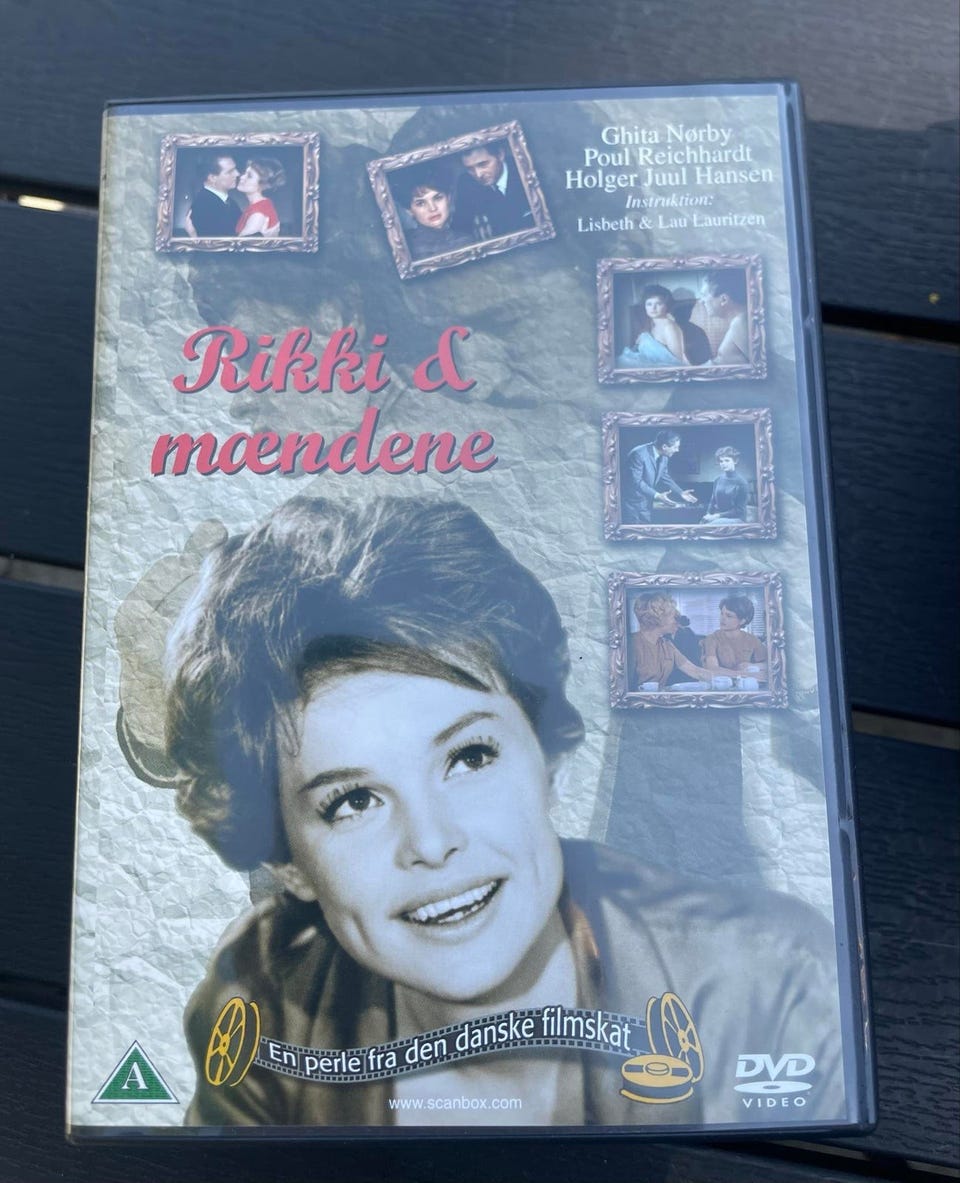 Ghita Nørby
Poul Reichhardt
Holger Juul Hansen
Instruktion:
Lisbeth & Lau Lauritzen
Rikki &
mændene
En perle fra den danske filmskat
A
www.scanbox.com
DVD
VIDEO